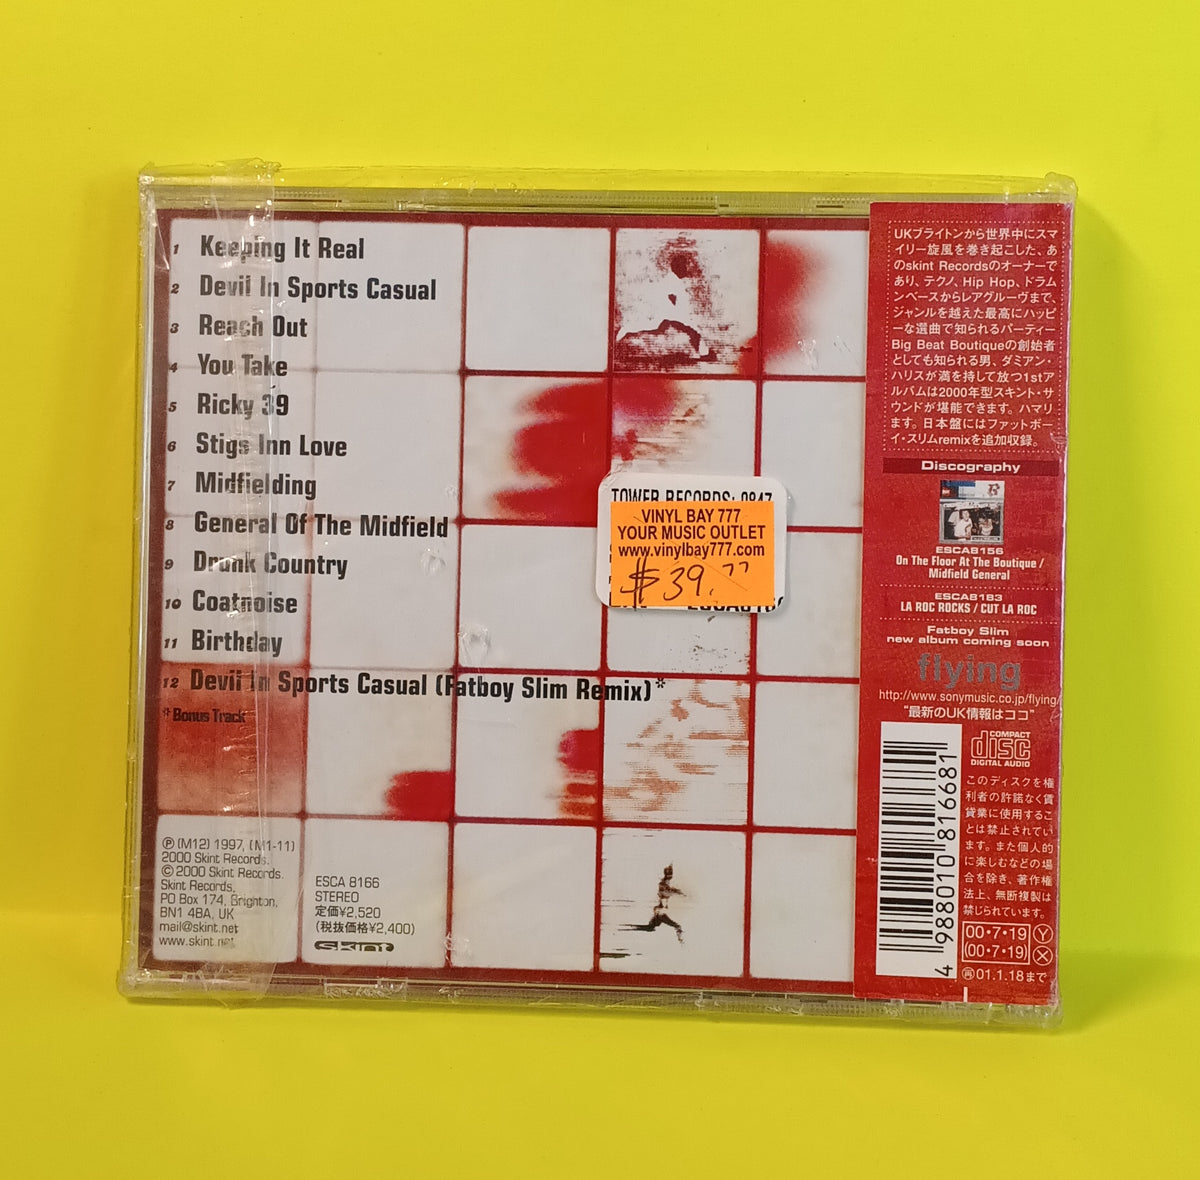 1 Keeping It Real
2 Devil In Sports Casual
3 Reach Out
4 You Take
5 Ricky 39
6 Stigs Inn Love
7 Midfielding
8 General Of The Midfield
9 Drunk Country
10 Coatnoise
11 Birthday
12 Devil In Sports Casual (Fatboy Slim Remix)*
*Bonus Track
Ⓟ (M12) 1997, (M1-11)
2000 Skint Records.
© 2000 Skint Records.
Skint Records,
PO Box 174, Brighton,
BN1 4BA, UK
mail@skint.net
www.skint.net
ESCA 8166
STEREO
定価¥2,520
(税抜価格¥2,400)
skint
TOWER RECORDS: 0847
VINYL BAY 777
YOUR MUSIC OUTLET
www.vinylbay777.com
$39.77
UKブライトンから世界中にスマ
イリー旋風を巻き起こした、あ
のskint Recordsのオーナーで
あり、テクノ、Hip Hop、ドラム
ンベースからレアグルーヴまで、
ジャンルを越えた最高にハッピ
ーな選曲で知られるパーティー
Big Beat Boutiqueの創始者
としても知られる男、ダミアン・
ハリスが満を持して放つ1stア
ルバムは2000年型スキント・サ
ウンドが堪能できます。ハマリ
ます。日本盤にはファットボー
イ・スリムremixを追加収録。
Discography
ESCA8156
On The Floor At The Boutique /
Midfield General
ESCA8183
LA ROC ROCKS / CUT LA ROC
Fatboy Slim
new album coming soon
flying
http://www.sonymusic.co.jp/flying/
"最新のUK情報はココ"
COMPACT
disc
DIGITAL AUDIO
このディスクを権
利者の許諾なく賃
貸業に使用するこ
とは禁止されてい
ます。また個人的
に楽しむなどの場
合を除き、著作権
法上、無断複製は
禁じられています。
4 988010 816681
00・7・19 Y
(00・7・19) X
再01.1.18まで